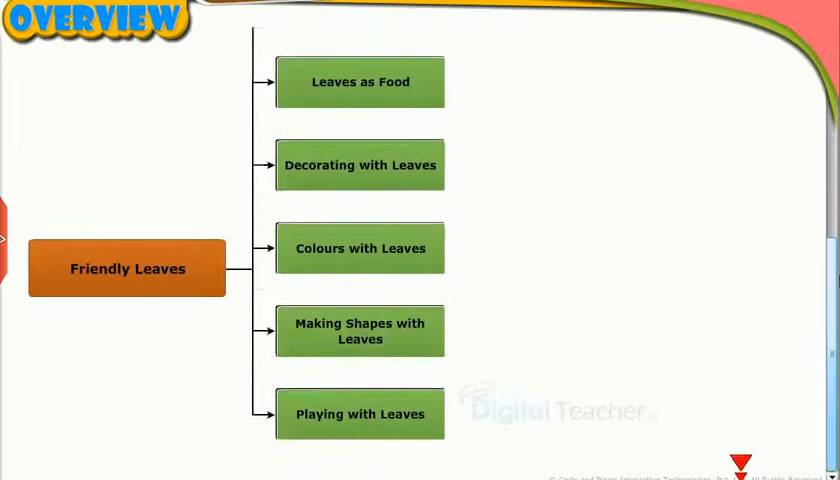 OVERVIEW
Leaves as Food
Decorating with Leaves
Colours with Leaves
Friendly Leaves
Making Shapes with
Leaves
Playing with Leaves
Digital Teacher